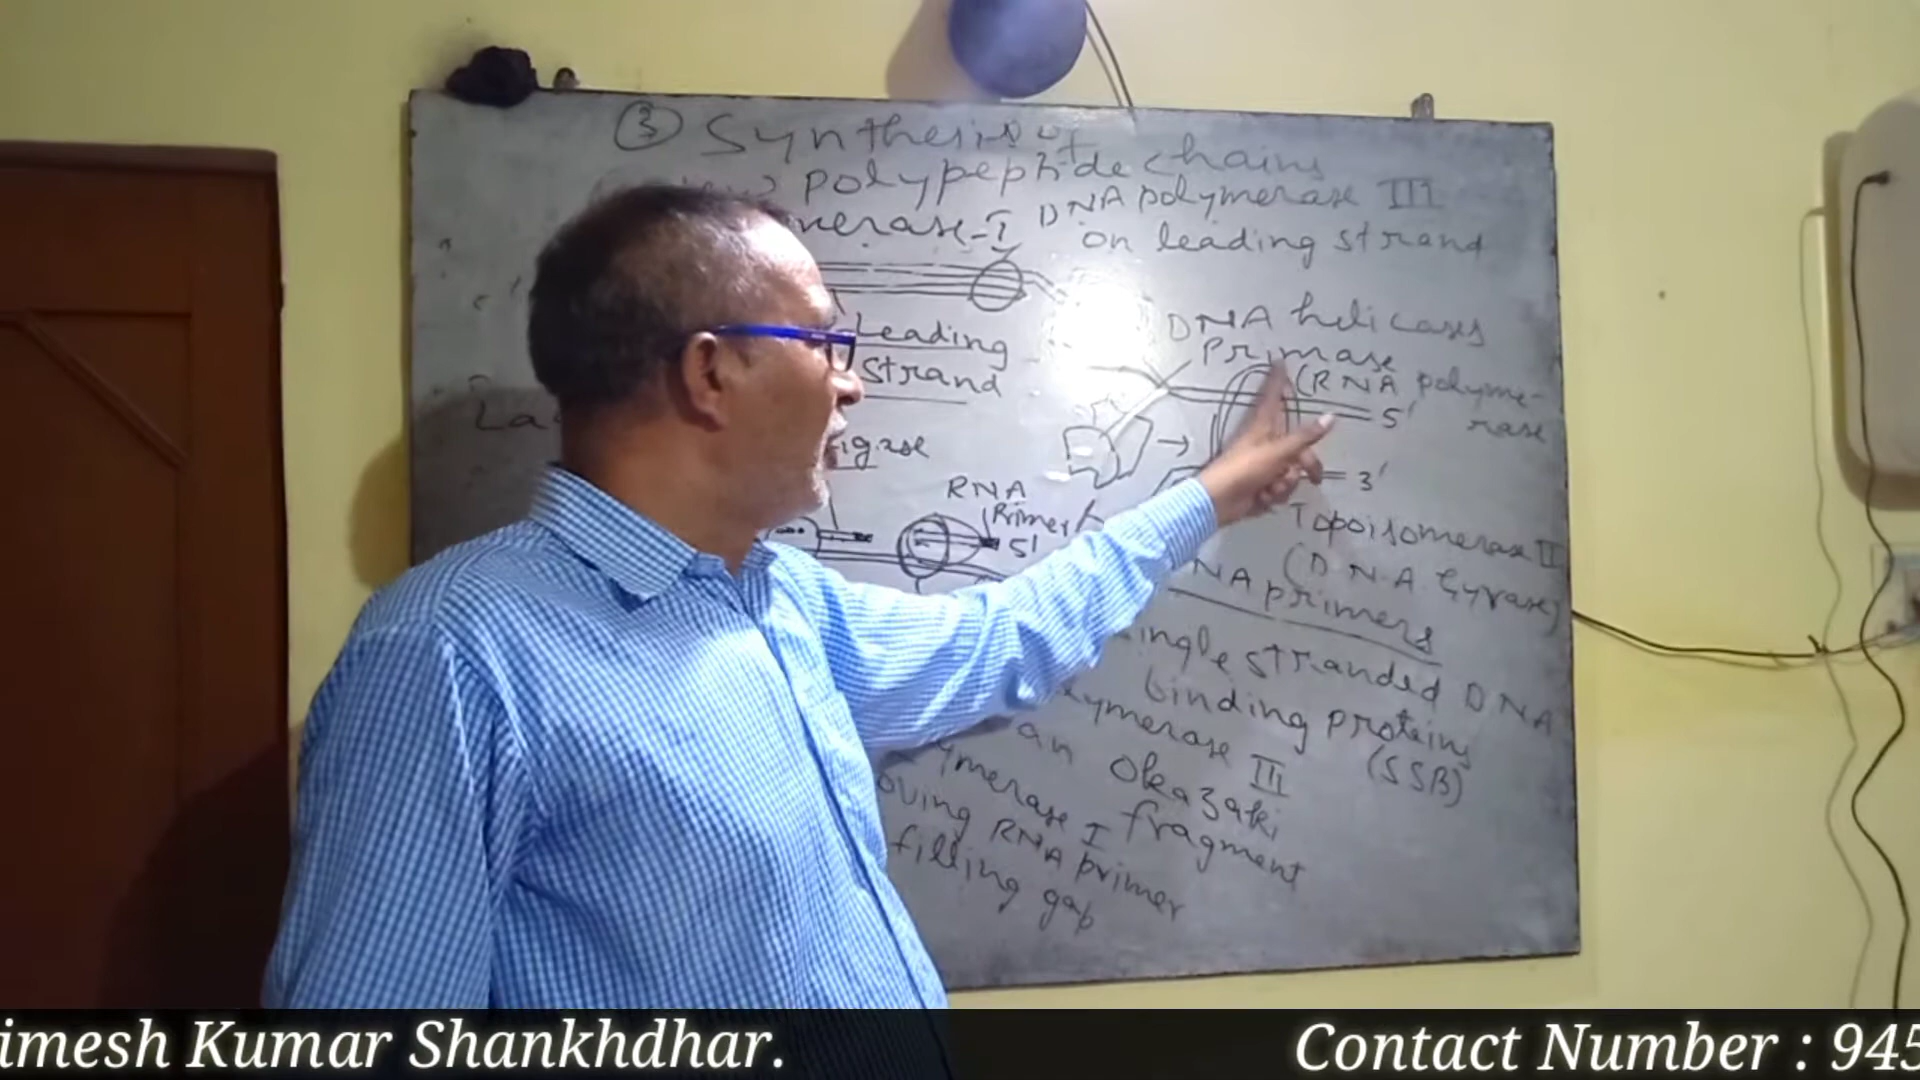 ③ Synthesis of
new polypeptide chains
merase-I DNA polymerase III
on leading strand
DNA helicases
Primase
(RNA polyme-
rase
Leading
Strand
5'
3'
RNA
Primer
5'
Topoisomerase II
(DNA Gyrase)
NA primers
ingle stranded DNA
binding proteins
(SSB)
lymerase III
an Okazaki
fragment
ymerase I
oving RNA primer
filling gap
imesh Kumar Shankhdhar. Contact Number : 945